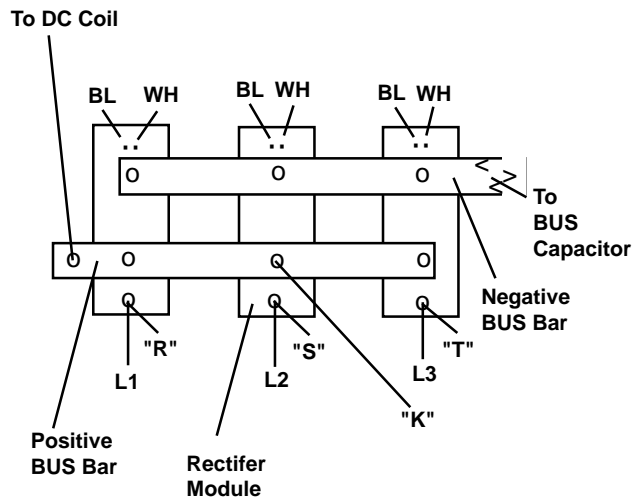 To DC Coil
BL WH
BL WH
BL WH
To
BUS
Capacitor
Negative
BUS Bar
"R"
"S"
"T"
L1
L2
L3
"K"
Positive
BUS Bar
Rectifer
Module